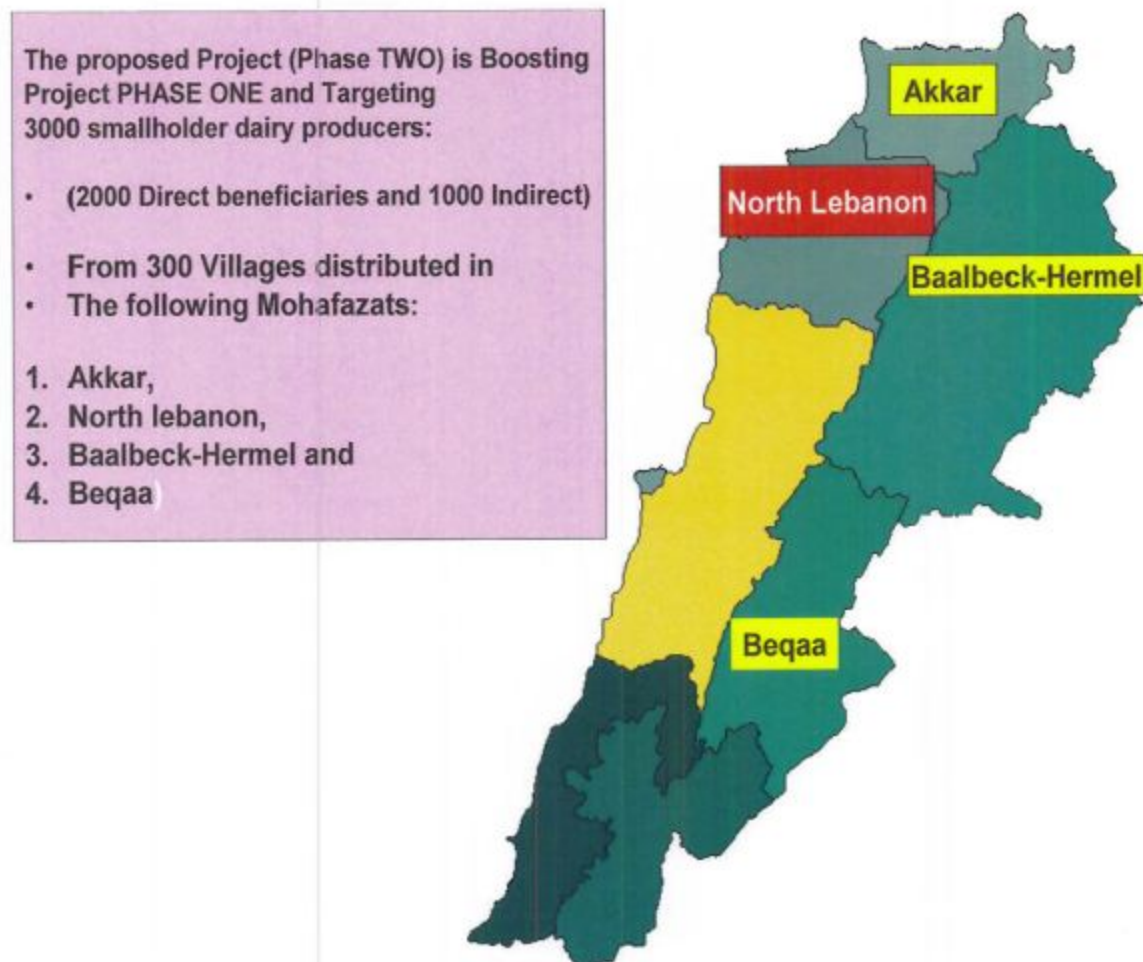 The proposed Project (Phase TWO) is Boosting
Project PHASE ONE and Targeting
3000 smallholder dairy producers:
• (2000 Direct beneficiaries and 1000 Indirect)
• From 300 Villages distributed in
• The following Mohafazats:
1. Akkar,
2. North lebanon,
3. Baalbeck-Hermel and
4. Beqaa)
Akkar
North Lebanon
Baalbeck-Hermel
Beqaa